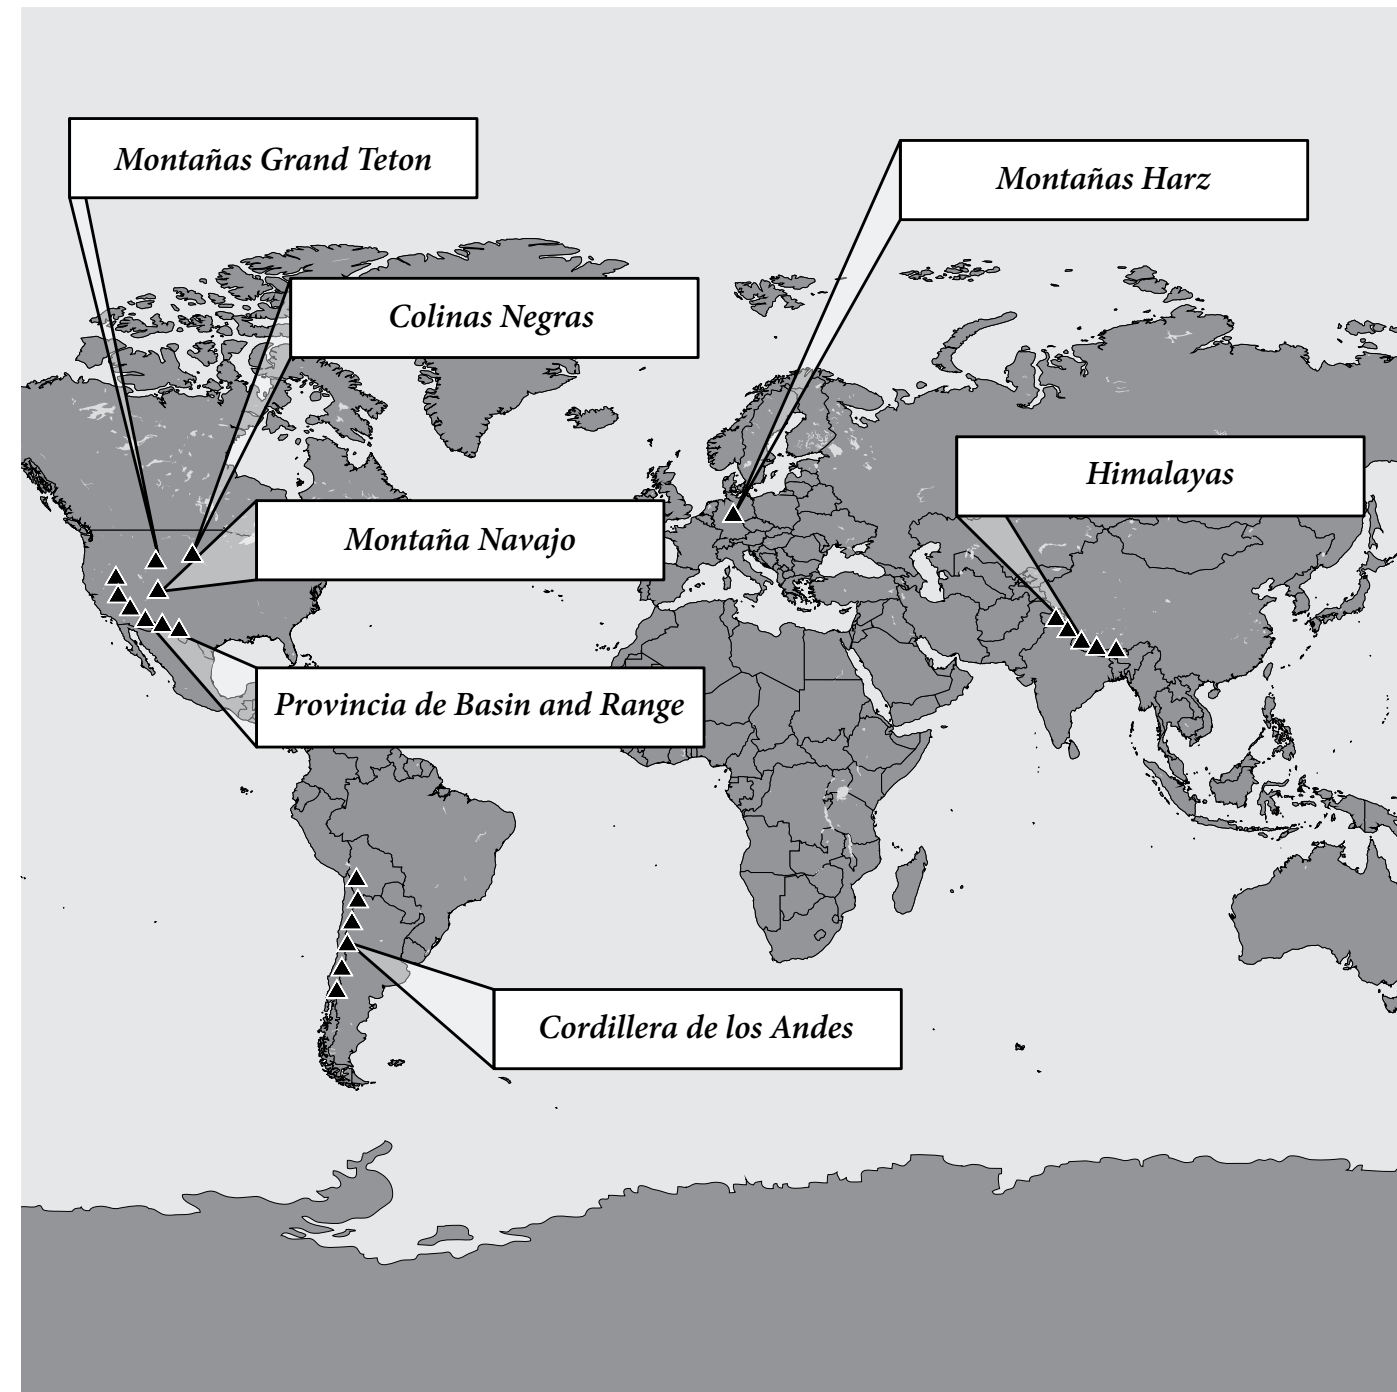 Montañas Grand Teton
Montañas Harz
Colinas Negras
Himalayas
Montaña Navajo
Provincia de Basin and Range
Cordillera de los Andes